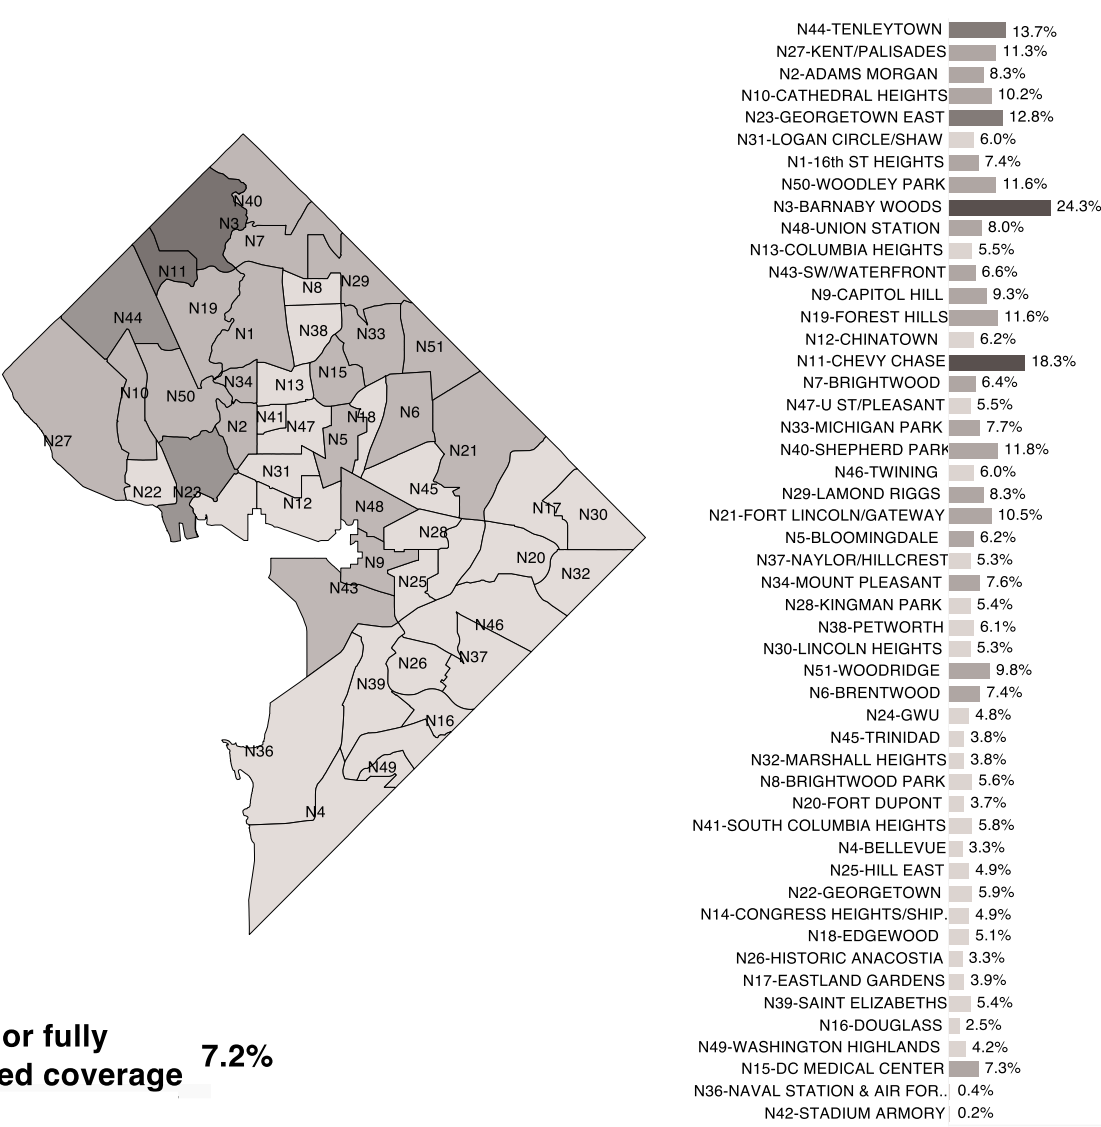 N40
N3
N7
N11
N8
N29
N19
N44
N1
N38
N33
N51
N34
N13
N15
N10
N50
N41
N47
N18
N6
N2
N5
N27
N21
N31
N22
N23
N12
N45
N48
N17
N30
N28
N9
N20
N25
N32
N43
N46
N26
N37
N39
N16
N36
N49
N4
or fully
ed coverage
7.2%
N44-TENLEYTOWN 13.7%
N27-KENT/PALISADES 11.3%
N2-ADAMS MORGAN 8.3%
N10-CATHEDRAL HEIGHTS 10.2%
N23-GEORGETOWN EAST 12.8%
N31-LOGAN CIRCLE/SHAW 6.0%
N1-16th ST HEIGHTS 7.4%
N50-WOODLEY PARK 11.6%
N3-BARNABY WOODS 24.3%
N48-UNION STATION 8.0%
N13-COLUMBIA HEIGHTS 5.5%
N43-SW/WATERFRONT 6.6%
N9-CAPITOL HILL 9.3%
N19-FOREST HILLS 11.6%
N12-CHINATOWN 6.2%
N11-CHEVY CHASE 18.3%
N7-BRIGHTWOOD 6.4%
N47-U ST/PLEASANT 5.5%
N33-MICHIGAN PARK 7.7%
N40-SHEPHERD PARK 11.8%
N46-TWINING 6.0%
N29-LAMOND RIGGS 8.3%
N21-FORT LINCOLN/GATEWAY 10.5%
N5-BLOOMINGDALE 6.2%
N37-NAYLOR/HILLCREST 5.3%
N34-MOUNT PLEASANT 7.6%
N28-KINGMAN PARK 5.4%
N38-PETWORTH 6.1%
N30-LINCOLN HEIGHTS 5.3%
N51-WOODRIDGE 9.8%
N6-BRENTWOOD 7.4%
N24-GWU 4.8%
N45-TRINIDAD 3.8%
N32-MARSHALL HEIGHTS 3.8%
N8-BRIGHTWOOD PARK 5.6%
N20-FORT DUPONT 3.7%
N41-SOUTH COLUMBIA HEIGHTS 5.8%
N4-BELLEVUE 3.3%
N25-HILL EAST 4.9%
N22-GEORGETOWN 5.9%
N14-CONGRESS HEIGHTS/SHIP. 4.9%
N18-EDGEWOOD 5.1%
N26-HISTORIC ANACOSTIA 3.3%
N17-EASTLAND GARDENS 3.9%
N39-SAINT ELIZABETHS 5.4%
N16-DOUGLASS 2.5%
N49-WASHINGTON HIGHLANDS 4.2%
N15-DC MEDICAL CENTER 7.3%
N36-NAVAL STATION & AIR FOR.. 0.4%
N42-STADIUM ARMORY 0.2%